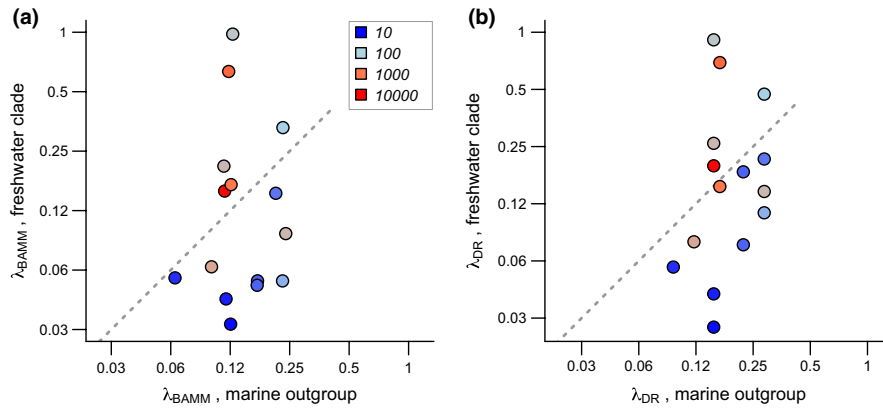 (a)
1
0.5
0.25
0.12
0.06
0.03
λBAMM, freshwater clade
10
100
1000
10000
0.03 0.06 0.12 0.25 0.5 1
λBAMM , marine outgroup
(b)
1
0.5
0.25
0.12
0.06
0.03
λDR , freshwater clade
0.03 0.06 0.12 0.25 0.5 1
λDR , marine outgroup